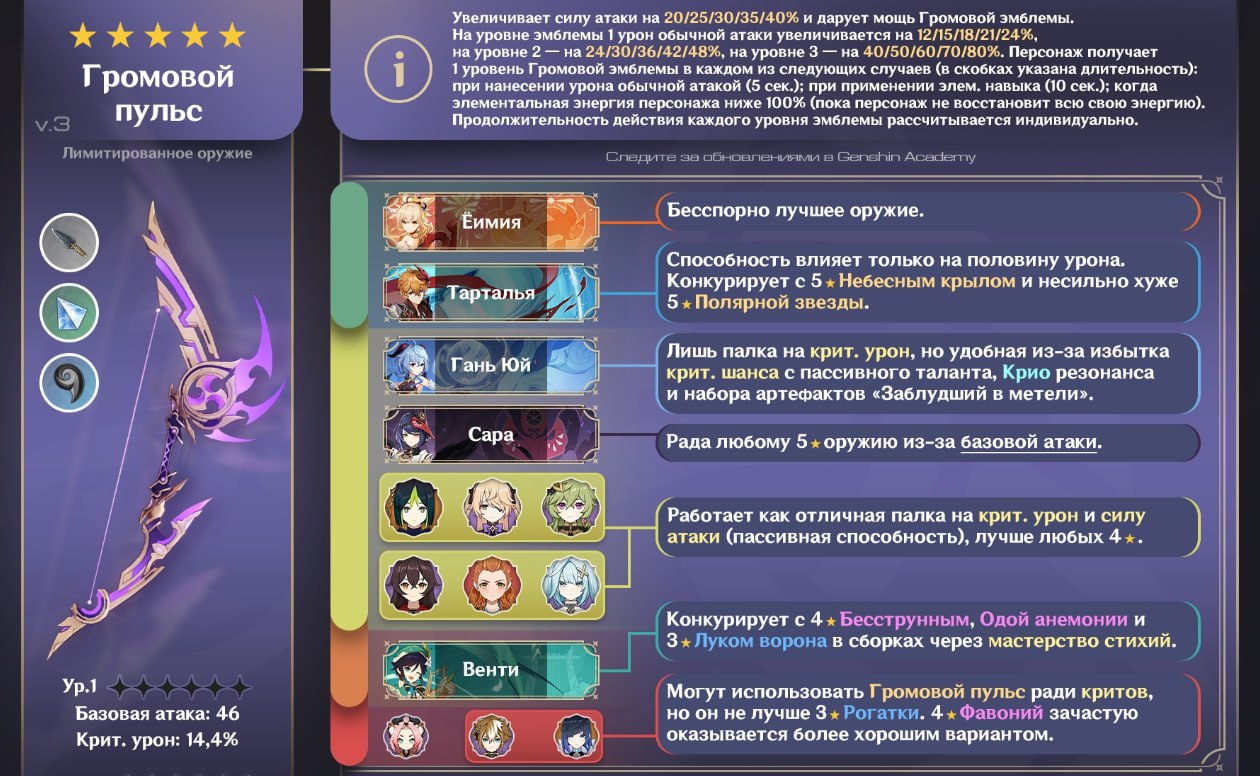 Громовой
пульс
v.3
Лимитированное оружие
Ур.1
Базовая атака: 46
Крит. урон: 14,4%
i
Увеличивает силу атаки на 20/25/30/35/40% и дарует мощь Громовой эмблемы.
На уровне эмблемы 1 урон обычной атаки увеличивается на 12/15/18/21/24%,
на уровне 2 — на 24/30/36/42/48%, на уровне 3 — на 40/50/60/70/80%. Персонаж получает
1 уровень Громовой эмблемы в каждом из следующих случаев (в скобках указана длительность):
при нанесении урона обычной атакой (5 сек.); при применении элем. навыка (10 сек.); когда
элементальная энергия персонажа ниже 100% (пока персонаж не восстановит всю свою энергию).
Продолжительность действия каждого уровня эмблемы рассчитывается индивидуально.
Следите за обновлениями в Genshin Academy
Ёимия
Бесспорно лучшее оружие.
Тарталья
Способность влияет только на половину урона.
Конкурирует с 5★Небесным крылом и несильно хуже
5★Полярной звезды.
Гань Юй
Лишь палка на крит. урон, но удобная из-за избытка
крит. шанса с пассивного таланта, Крио резонанса
и набора артефактов «Заблудший в метели».
Сара
Рада любому 5★оружию из-за базовой атаки.
Работает как отличная палка на крит. урон и силу
атаки (пассивная способность), лучше любых 4★.
Венти
Конкурирует с 4★Бесструнным, Одой анемонии и
3★Луком ворона в сборках через мастерство стихий.
Могут использовать Громовой пульс ради критов,
но он не лучше 3★Рогатки. 4★Фавоний зачастую
оказывается более хорошим вариантом.